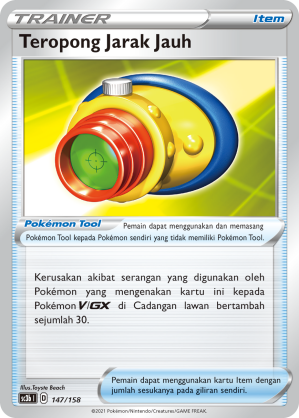 TRAINER Item
Teropong Jarak Jauh
Pokémon Tool Pemain dapat menggunakan dan memasang
Pokémon Tool kepada Pokémon sendiri yang tidak memiliki Pokémon Tool.
Kerusakan akibat serangan yang digunakan oleh
Pokémon yang mengenakan kartu ini kepada
Pokémon V/GX di Cadangan lawan bertambah
sejumlah 30.
Illus. Toyste Beach
sc3b I D 147/158
Pemain dapat menggunakan kartu Item dengan
jumlah sesukanya pada giliran sendiri.
©2021 Pokémon/Nintendo/Creatures/GAME FREAK.